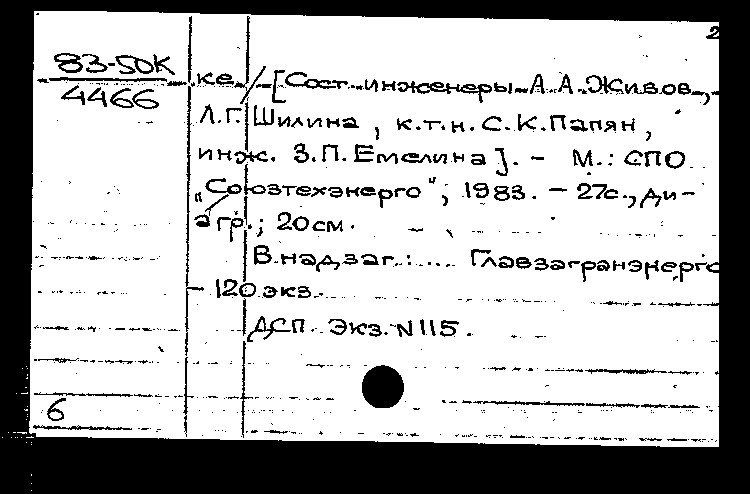 2
83-50К
4466
ке / [Сост. инженеры А.А.Живов,
Л.Г. Шилина, к.т.н. С.К.Папян,
инж. З.П.Емелина]. - М.: СПО
„Союзтехэнерго", 1983. - 27с., ди-
агр.; 20см.
В надзаг.: .... Главзагранэнерго
- 120 экз.
ДСП. Экз. N115.
6